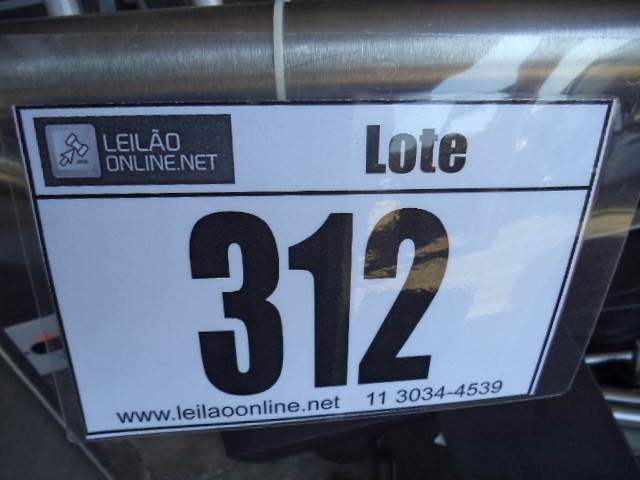 LEILÃO
ONLINE.NET
Lote
312
www.leilaoonline.net 11 3034-4539